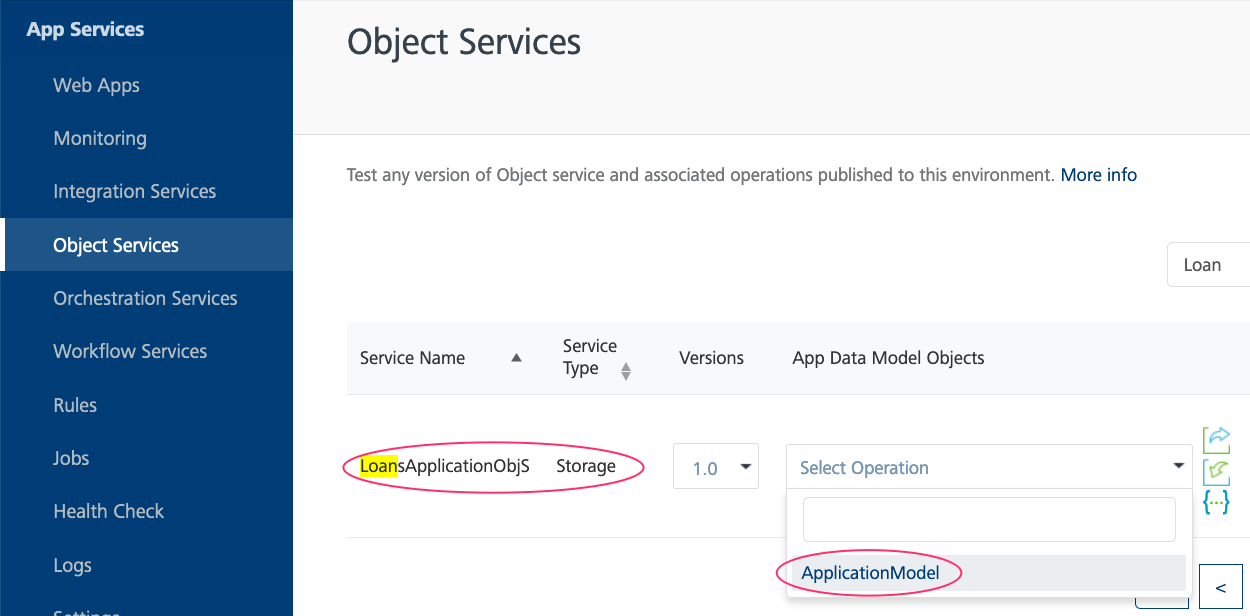 App Services
Web Apps
Monitoring
Integration Services
Object Services
Orchestration Services
Workflow Services
Rules
Jobs
Health Check
Logs
Settings
Object Services
Test any version of Object service and associated operations published to this environment. More info
Loan
Service Name
Service
Type
Versions
App Data Model Objects
LoansApplicationObjS
Storage
1.0
Select Operation
{...}
ApplicationModel
<